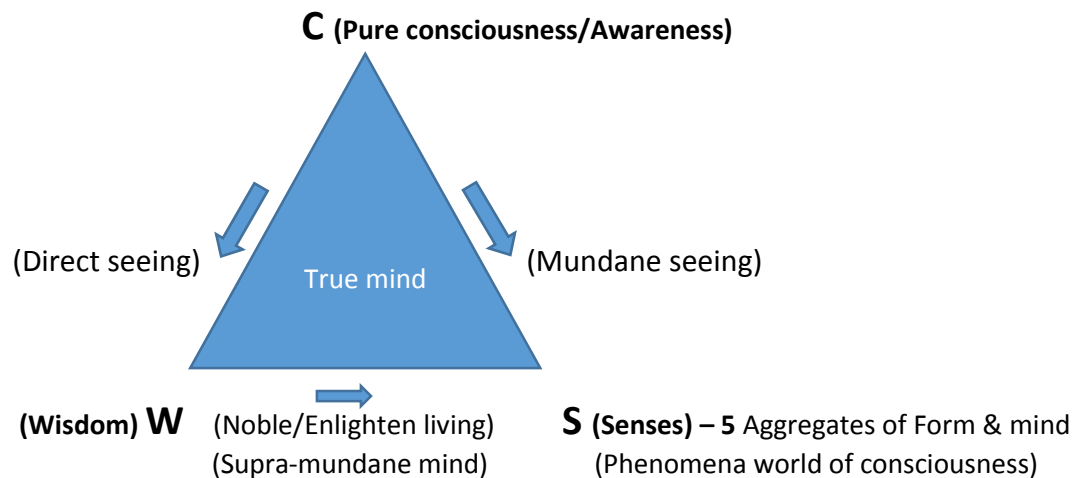 C (Pure consciousness/Awareness)
(Direct seeing)
(Mundane seeing)
True mind
(Wisdom) W
(Noble/Enlighten living)
(Supra-mundane mind)
S (Senses) – 5 Aggregates of Form & mind
(Phenomena world of consciousness)